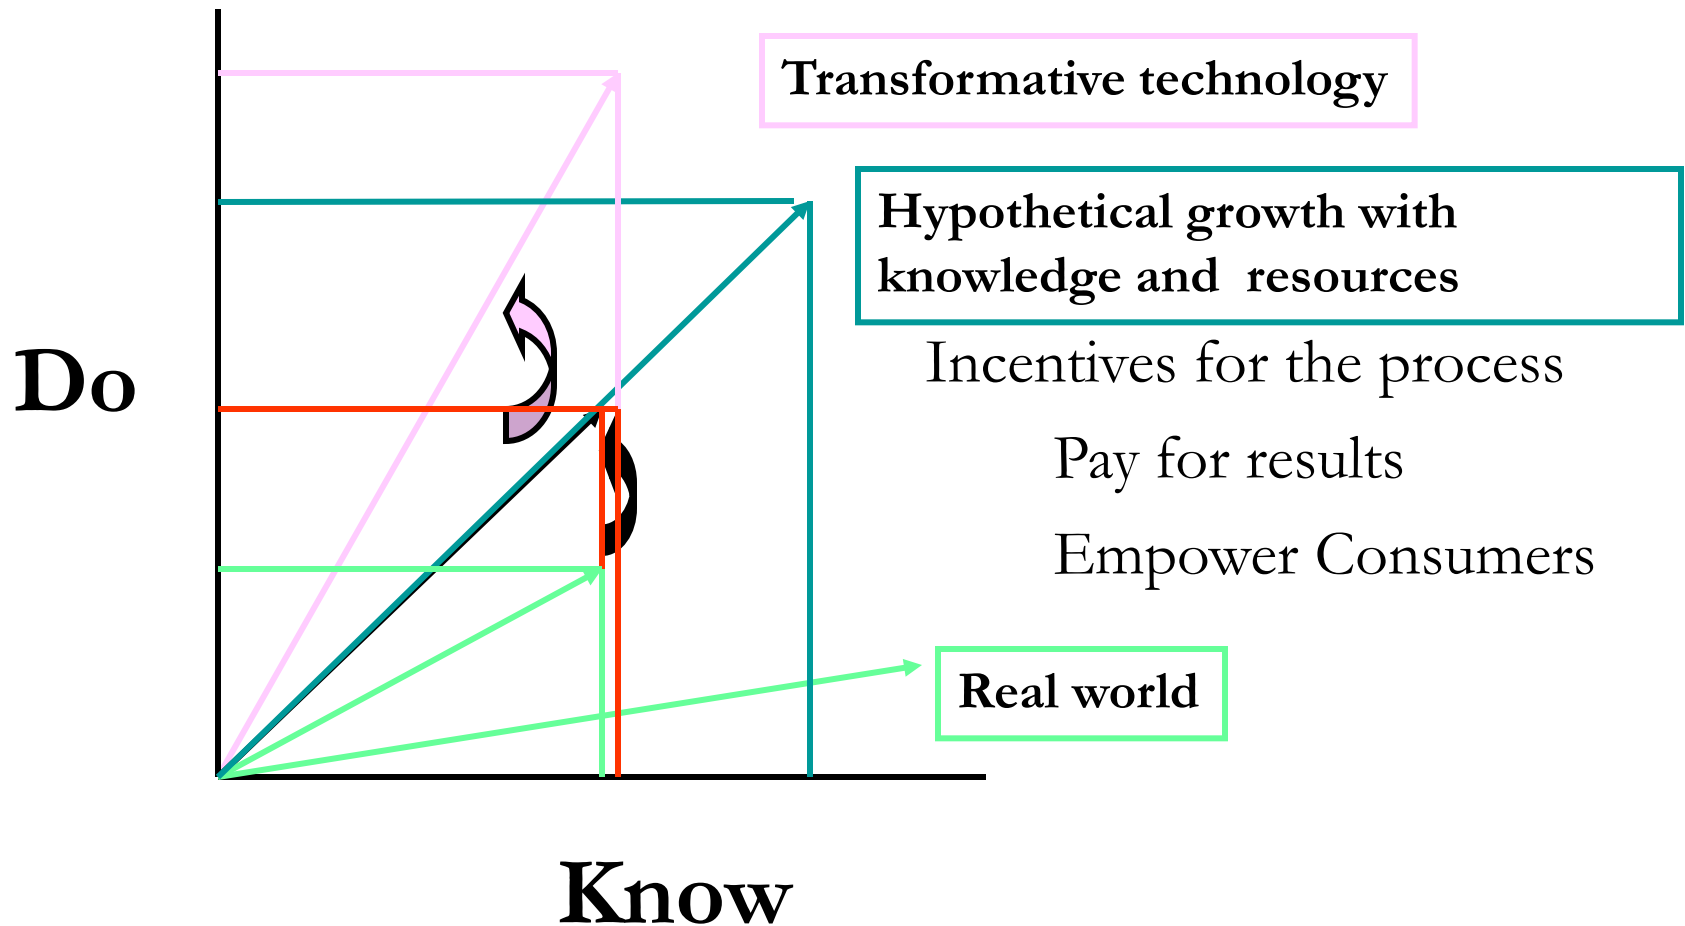 Transformative technology
Hypothetical growth with
knowledge and resources
Do
Incentives for the process
Pay for results
Empower Consumers
Real world
Know